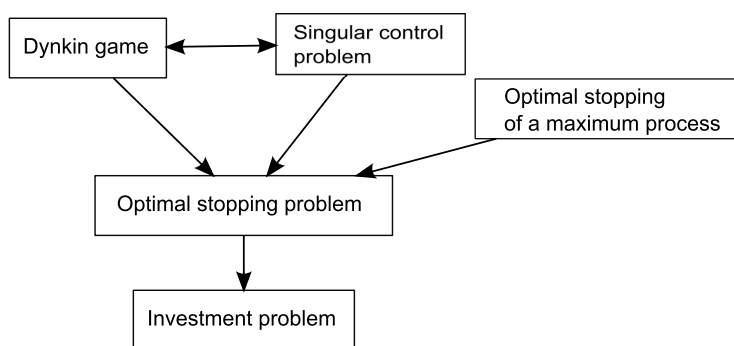 Dynkin game
Singular control
problem
Optimal stopping
of a maximum process
Optimal stopping problem
Investment problem